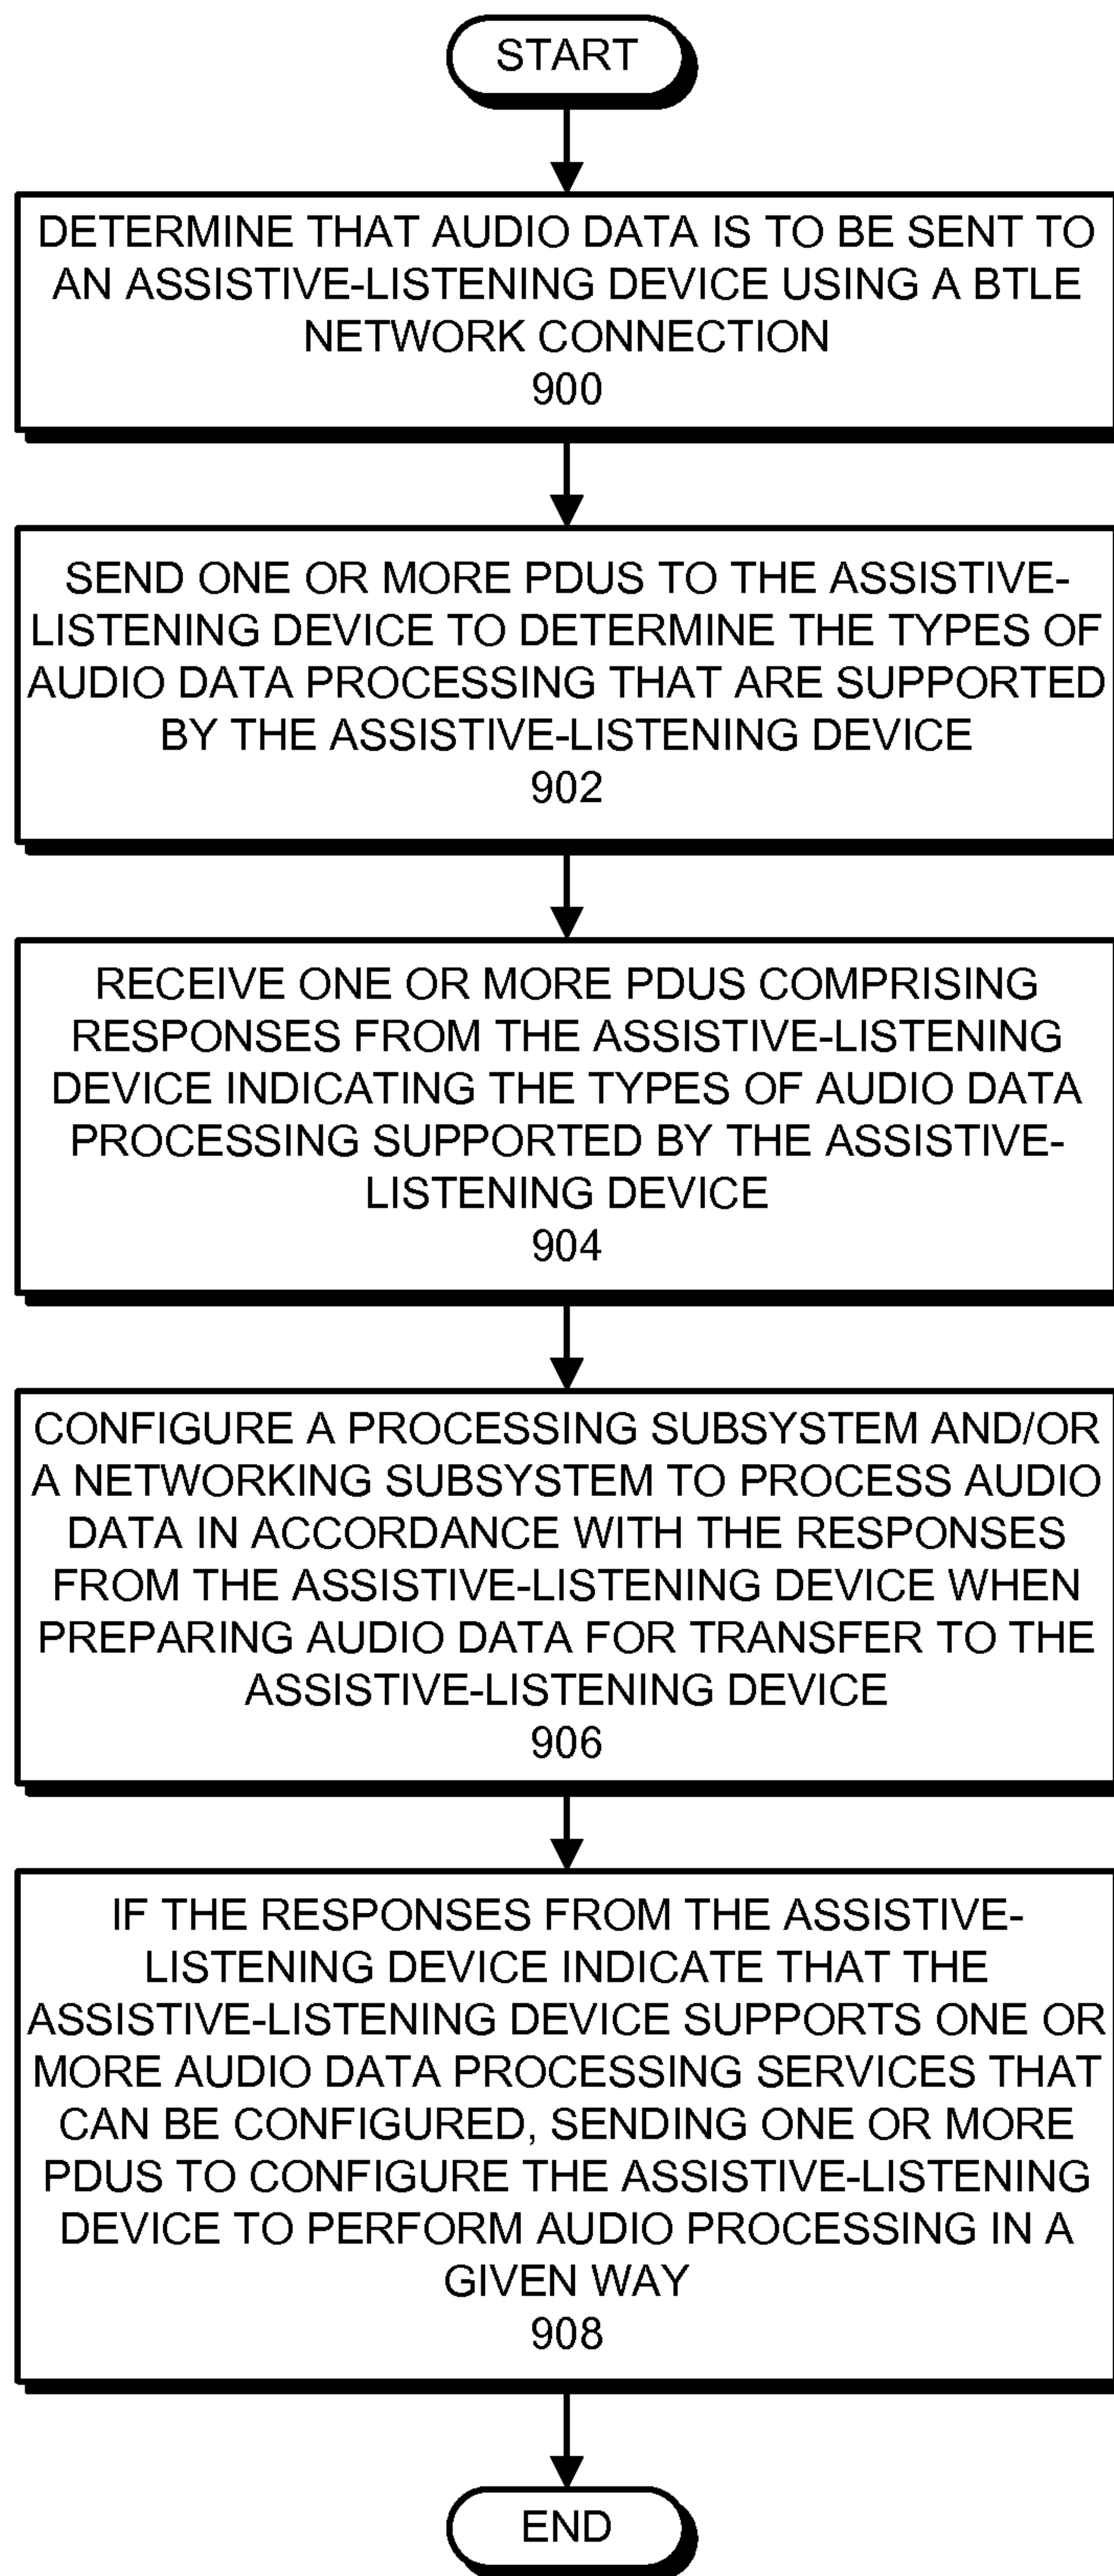 START
DETERMINE THAT AUDIO DATA IS TO BE SENT TO
AN ASSISTIVE-LISTENING DEVICE USING A BTLE
NETWORK CONNECTION
900
SEND ONE OR MORE PDUS TO THE ASSISTIVE-
LISTENING DEVICE TO DETERMINE THE TYPES OF
AUDIO DATA PROCESSING THAT ARE SUPPORTED
BY THE ASSISTIVE-LISTENING DEVICE
902
RECEIVE ONE OR MORE PDUS COMPRISING
RESPONSES FROM THE ASSISTIVE-LISTENING
DEVICE INDICATING THE TYPES OF AUDIO DATA
PROCESSING SUPPORTED BY THE ASSISTIVE-
LISTENING DEVICE
904
CONFIGURE A PROCESSING SUBSYSTEM AND/OR
A NETWORKING SUBSYSTEM TO PROCESS AUDIO
DATA IN ACCORDANCE WITH THE RESPONSES
FROM THE ASSISTIVE-LISTENING DEVICE WHEN
PREPARING AUDIO DATA FOR TRANSFER TO THE
ASSISTIVE-LISTENING DEVICE
906
IF THE RESPONSES FROM THE ASSISTIVE-
LISTENING DEVICE INDICATE THAT THE
ASSISTIVE-LISTENING DEVICE SUPPORTS ONE OR
MORE AUDIO DATA PROCESSING SERVICES THAT
CAN BE CONFIGURED, SENDING ONE OR MORE
PDUS TO CONFIGURE THE ASSISTIVE-LISTENING
DEVICE TO PERFORM AUDIO PROCESSING IN A
GIVEN WAY
908
END